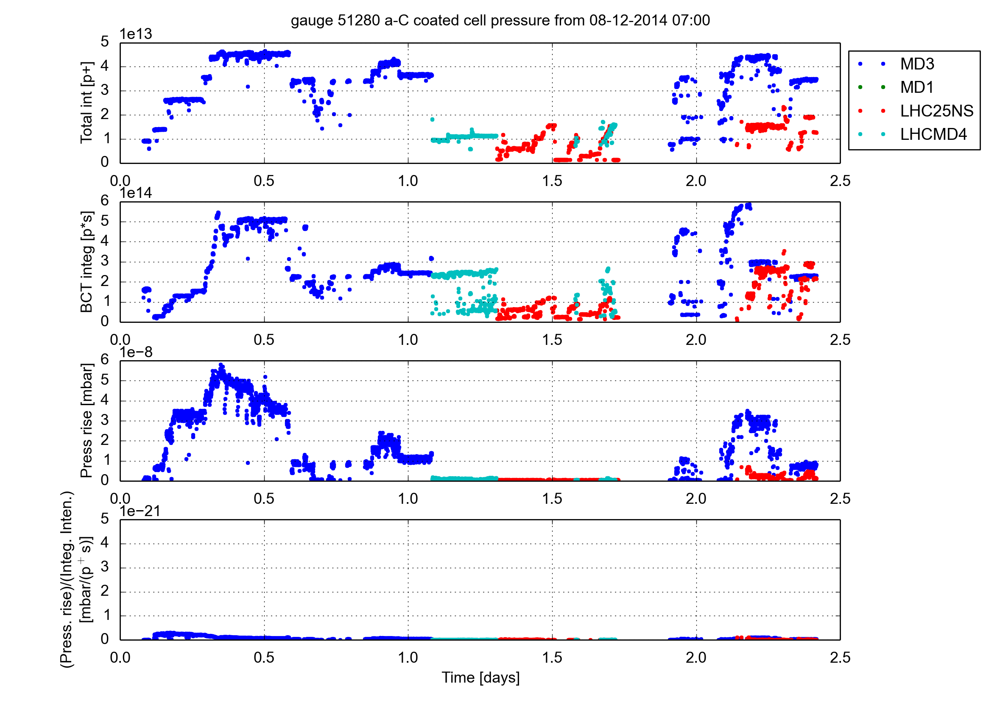 gauge 51280 a-C coated cell pressure from 08-12-2014 07:00
1e13
Total int [p+]
5
4
3
2
1
0
0.0 0.5 1.0 1.5 2.0 2.5
MD3
MD1
LHC25NS
LHCMD4
1e14
BCT integ [p*s]
6
5
4
3
2
1
0
0.0 0.5 1.0 1.5 2.0 2.5
1e−8
Press rise [mbar]
6
5
4
3
2
1
0
0.0 0.5 1.0 1.5 2.0 2.5
1e−21
(Press. rise)/(Integ. Inten.)
[mbar/(p⁺ s)]
5
4
3
2
1
0
0.0 0.5 1.0 1.5 2.0 2.5
Time [days]